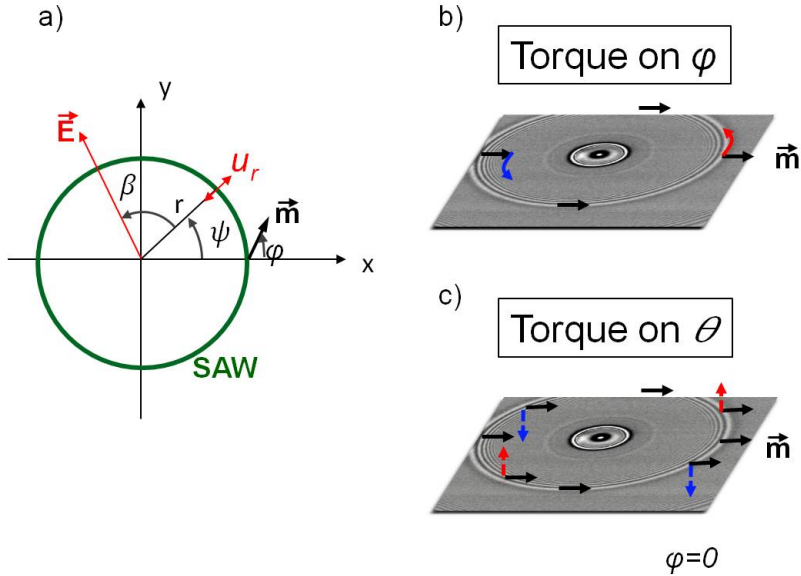 a)
y
E
β
r
u_r
m
ψ
φ
x
SAW
b)
Torque on φ
m
c)
Torque on θ
m
φ=0